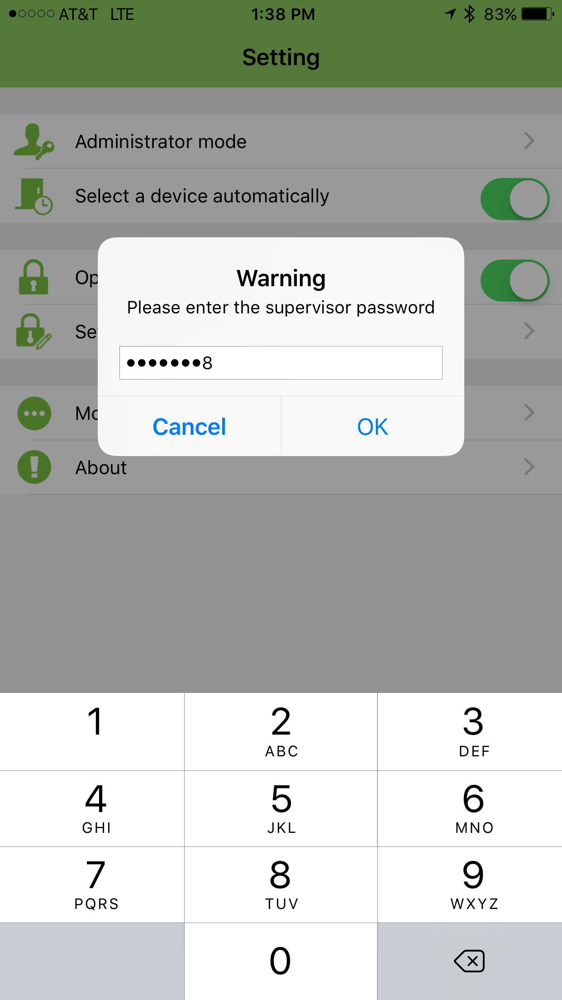 AT&T LTE 1:38 PM 83%
Setting
Administrator mode
Select a device automatically
Op
Warning
Please enter the supervisor password
Se
•••••••8
Mo
Cancel OK
About
1 2 3
ABC DEF
4 5 6
GHI JKL MNO
7 8 9
PQRS TUV WXYZ
0